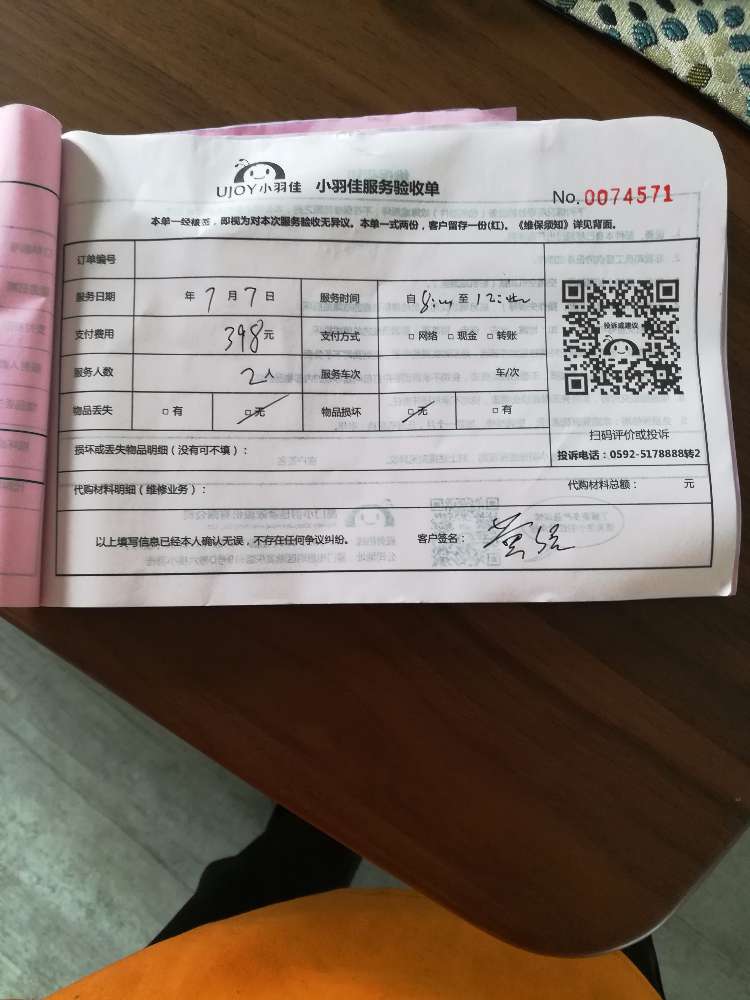 UJOY小羽佳 小羽佳服务验收单
No. 0074571
本单一经核签，即视为对本次服务验收无异议。本单一式两份，客户留存一份(红)。《维保须知》详见背面。
订单编号
服务日期 年 7 月 7 日 服务时间 自 8: 至 12:
支付费用 398 元 支付方式 □ 网络 □ 现金 □ 转账
服务人数 2 人 服务车次 车/次
物品丢失 □ 有 □ 无 物品损坏 □ 无 □ 有
投诉或建议
扫码评价或投诉
投诉电话：0592-5178888转2
损坏或丢失物品明细（没有可不填）：
代购材料明细（维修业务）： 代购材料总额： 元
以上填写信息已经本人确认无误，不存在任何争议纠纷。 客户签名：